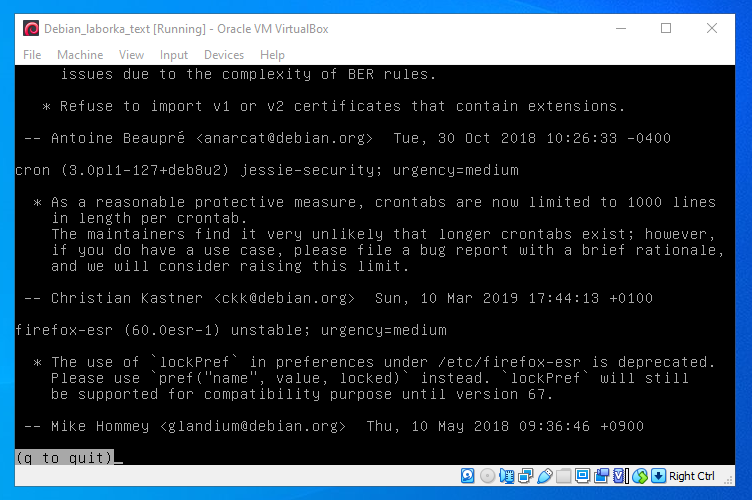 Debian_laborka_text [Running] - Oracle VM VirtualBox
File Machine View Input Devices Help
issues due to the complexity of BER rules.
* Refuse to import v1 or v2 certificates that contain extensions.
-- Antoine Beaupré <anarcat@debian.org>  Tue, 30 Oct 2018 10:26:33 -0400
cron (3.0pl1-127+deb8u2) jessie-security; urgency=medium
* As a reasonable protective measure, crontabs are now limited to 1000 lines
in length per crontab.
The maintainers find it very unlikely that longer crontabs exist; however,
if you do have a use case, please file a bug report with a brief rationale,
and we will consider raising this limit.
-- Christian Kastner <ckk@debian.org>  Sun, 10 Mar 2019 17:44:13 +0100
firefox-esr (60.0esr-1) unstable; urgency=medium
* The use of `lockPref` in preferences under /etc/firefox-esr is deprecated.
Please use `pref("name", value, locked)` instead. `lockPref` will still
be supported for compatibility purpose until version 67.
-- Mike Hommey <glandium@debian.org>  Thu, 10 May 2018 09:36:46 +0900
(q to quit)
Right Ctrl